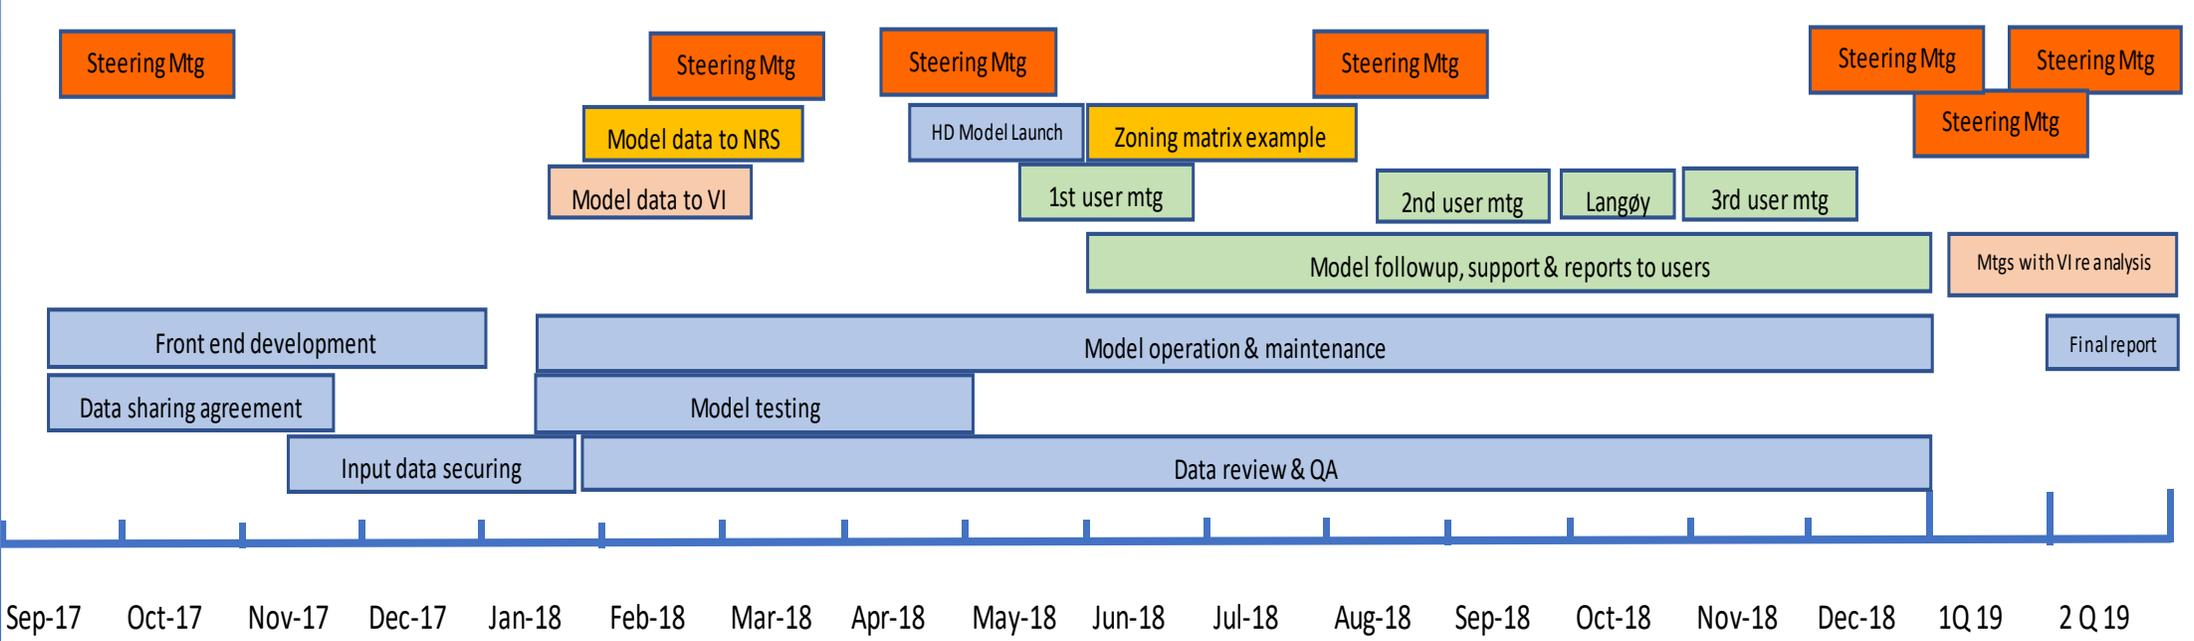 Steering Mtg
Steering Mtg
Steering Mtg
Steering Mtg
Steering Mtg
Steering Mtg
Steering Mtg
Model data to NRS
HD Model Launch
Zoning matrix example
Model data to VI
1st user mtg
2nd user mtg
Langøy
3rd user mtg
Model followup, support & reports to users
Mtgs with VI reanalysis
Front end development
Model operation & maintenance
Final report
Data sharing agreement
Model testing
Input data securing
Data review & QA
Sep-17 Oct-17 Nov-17 Dec-17 Jan-18 Feb-18 Mar-18 Apr-18 May-18 Jun-18 Jul-18 Aug-18 Sep-18 Oct-18 Nov-18 Dec-18 1Q 19 2 Q 19